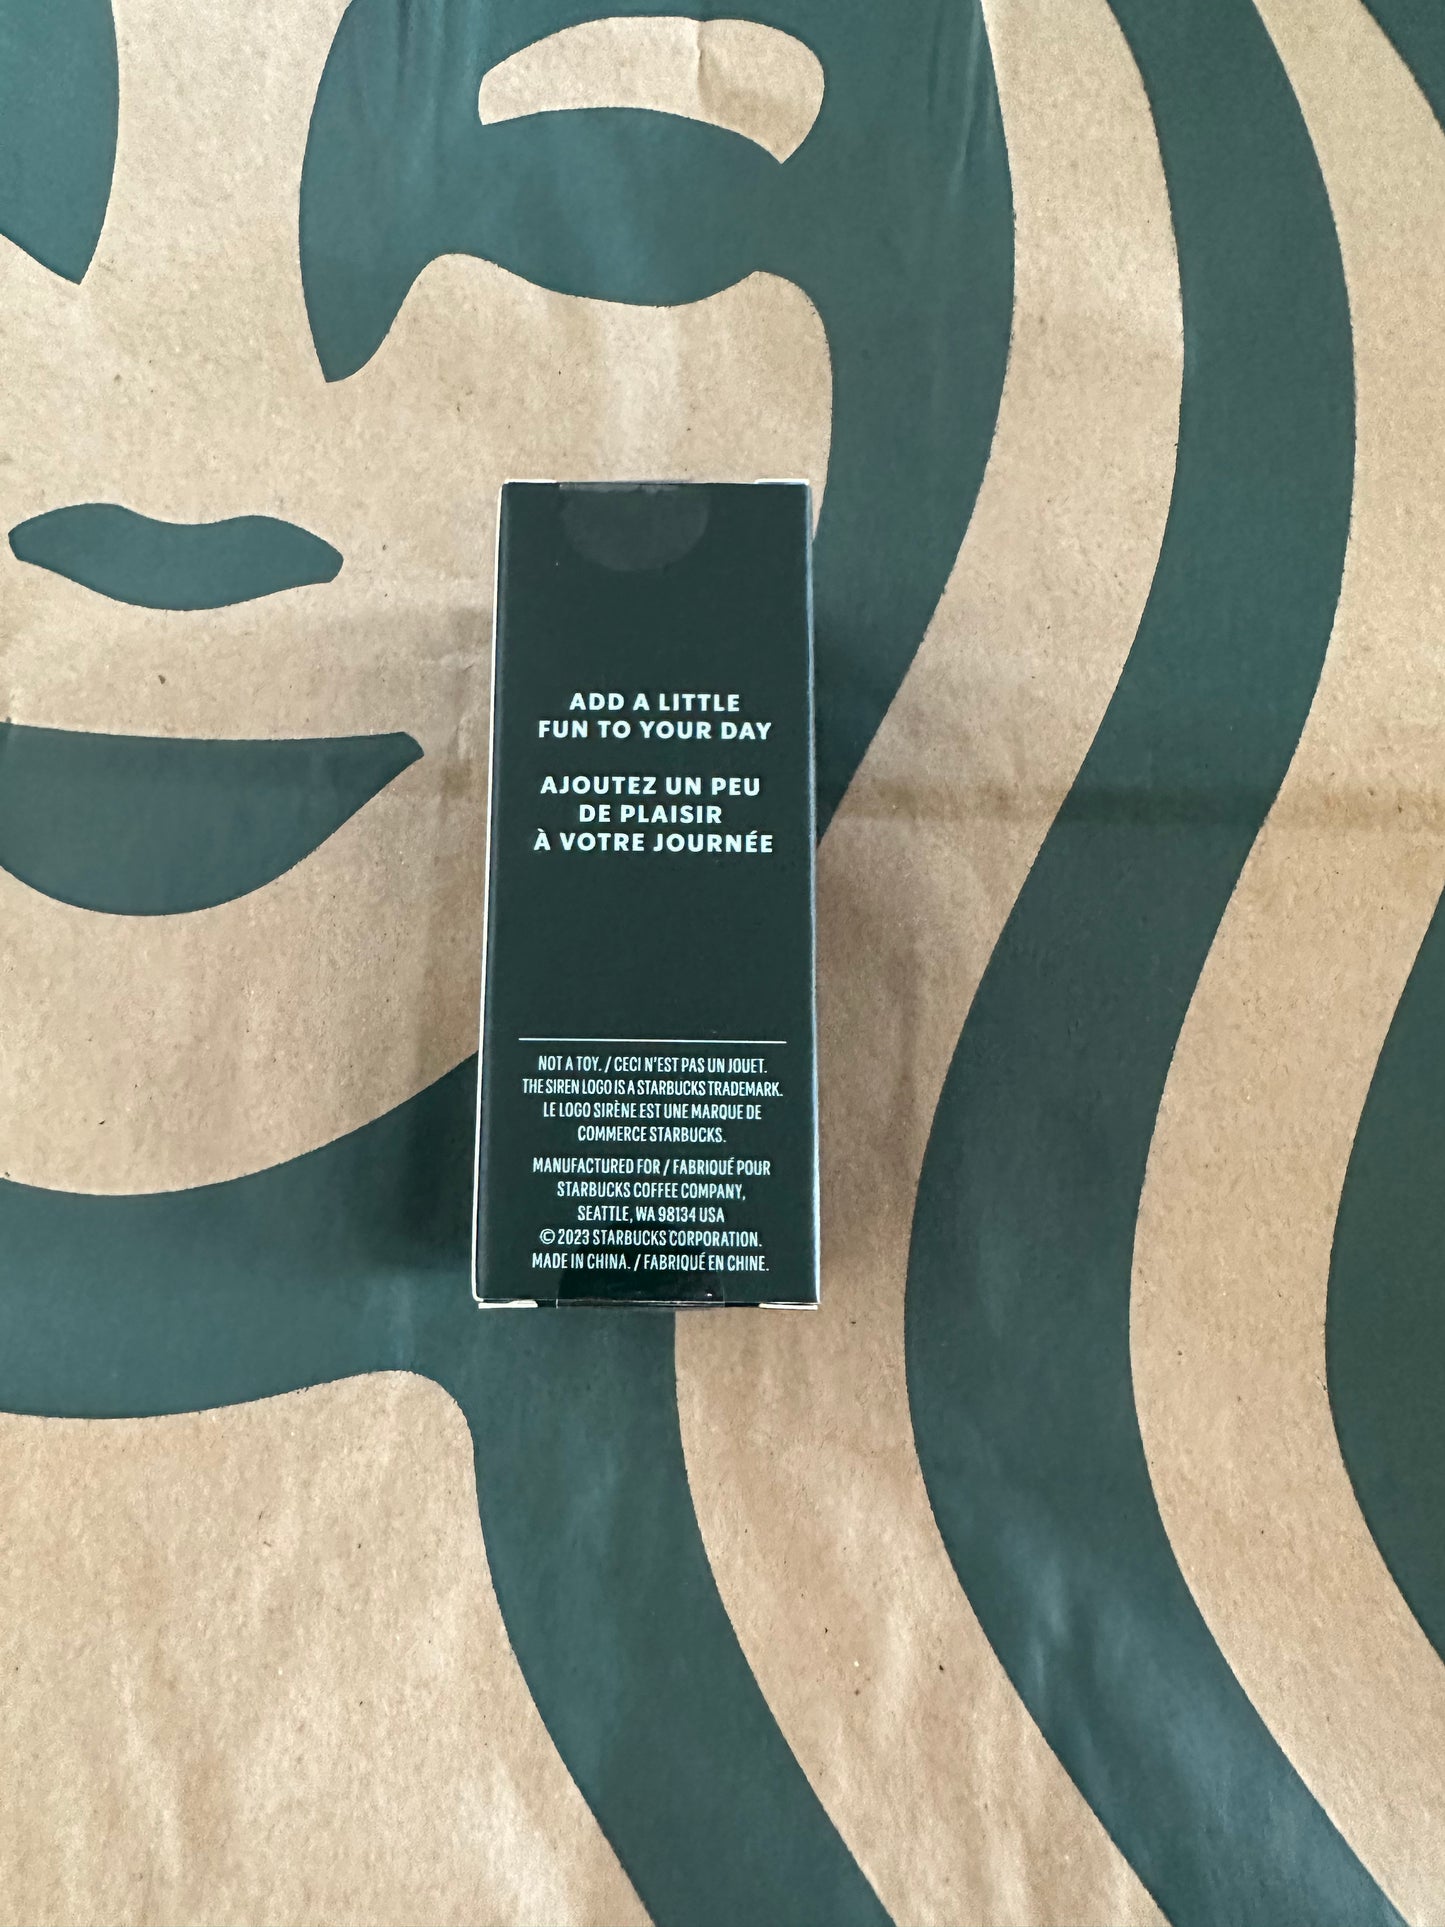 ADD A LITTLE
FUN TO YOUR DAY
AJOUTEZ UN PEU
DE PLAISIR
À VOTRE JOURNÉE
NOT A TOY. / CECI N'EST PAS UN JOUET.
THE SIREN LOGO IS A STARBUCKS TRADEMARK.
LE LOGO SIRÈNE EST UNE MARQUE DE
COMMERCE STARBUCKS.
MANUFACTURED FOR / FABRIQUÉ POUR
STARBUCKS COFFEE COMPANY,
SEATTLE, WA 98134 USA
© 2023 STARBUCKS CORPORATION.
MADE IN CHINA. / FABRIQUÉ EN CHINE.